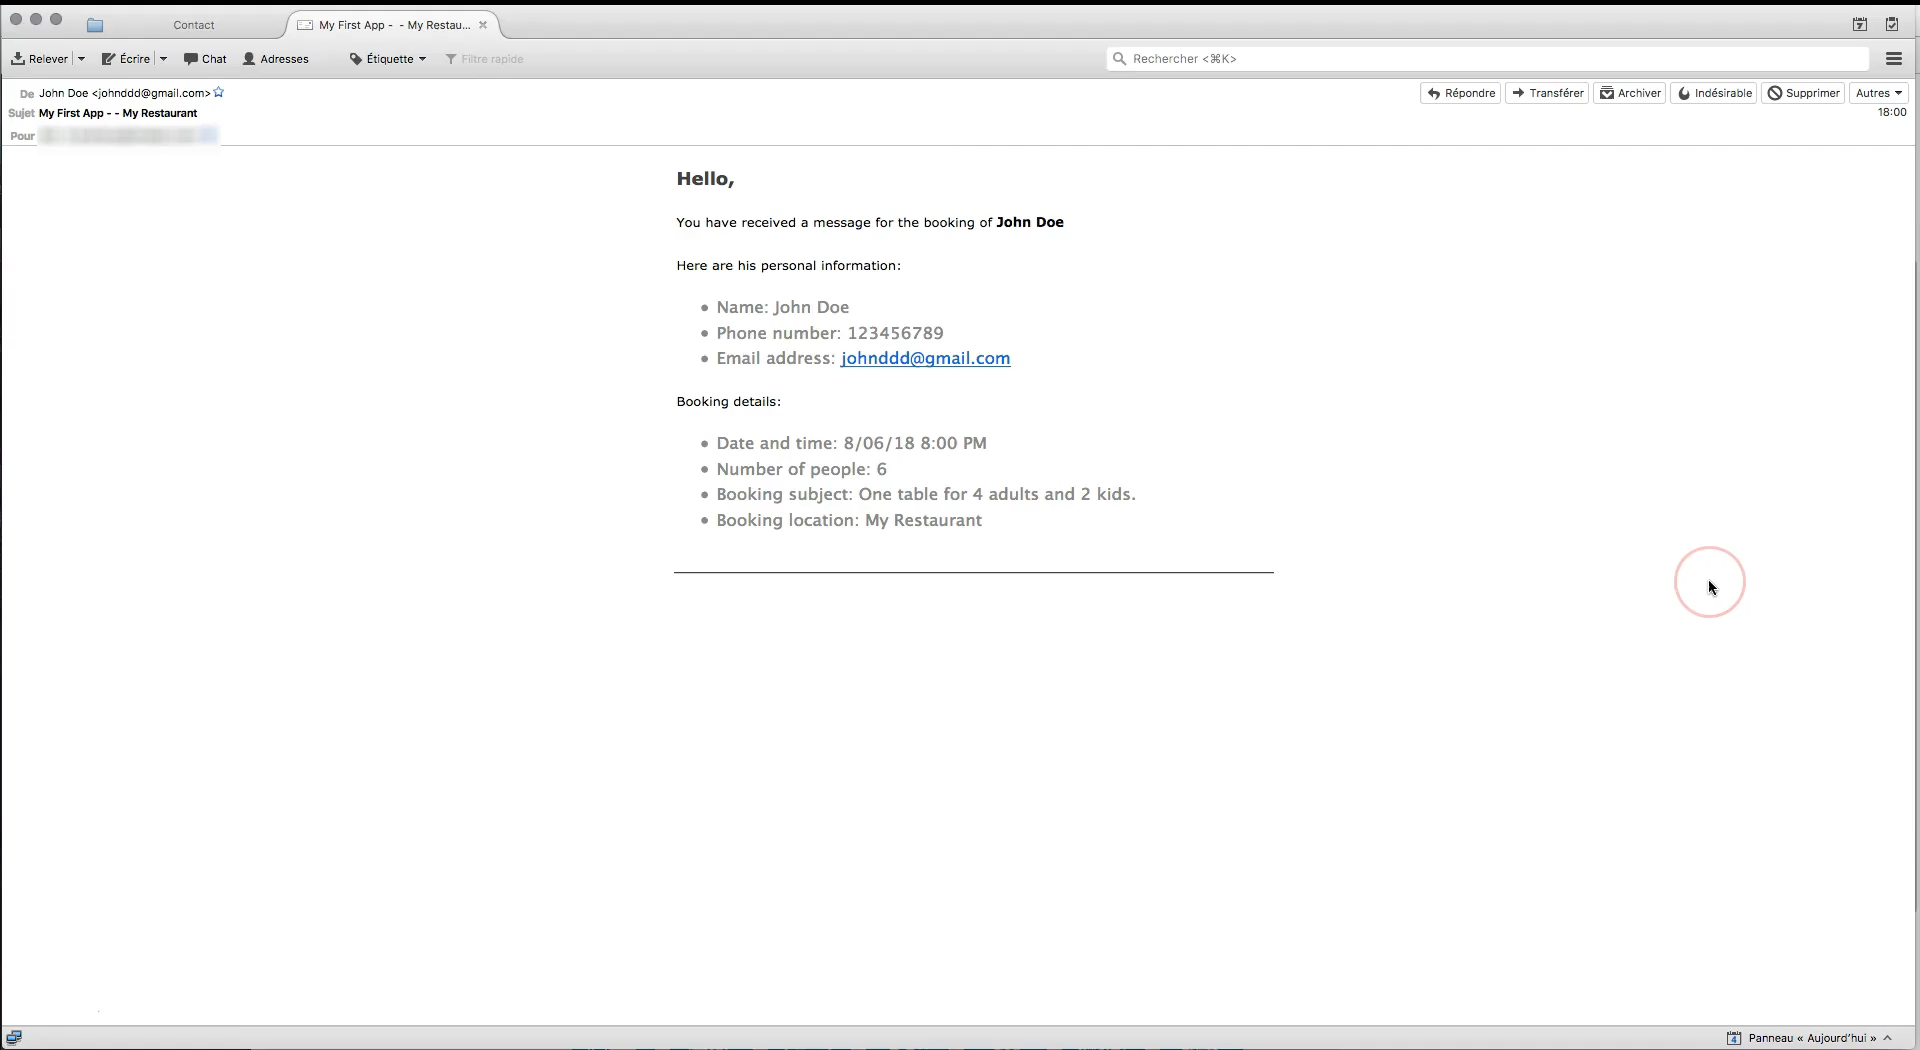 Contact
My First App - - My Restau...
Relever
Écrire
Chat
Adresses
Étiquette
Filtre rapide
Rechercher <⌘K>
De John Doe <johnddd@gmail.com>
Répondre
Transférer
Archiver
Indésirable
Supprimer
Autres
Sujet My First App - - My Restaurant
18:00
Pour
Hello,
You have received a message for the booking of John Doe
Here are his personal information:
• Name: John Doe
• Phone number: 123456789
• Email address: johnddd@gmail.com
Booking details:
• Date and time: 8/06/18 8:00 PM
• Number of people: 6
• Booking subject: One table for 4 adults and 2 kids.
• Booking location: My Restaurant
Panneau « Aujourd'hui »